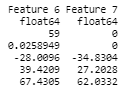 Feature 6 Feature 7
float64 float64
59 0
0.0258949 0
-28.0096 -34.8304
39.4209 27.2028
67.4305 62.0332